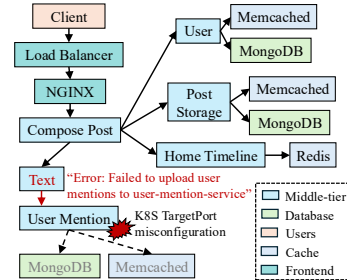 Client
Load Balancer
NGINX
Compose Post
User
Memcached
MongoDB
Post
Storage
Memcached
MongoDB
Home Timeline
Redis
Text
“Error: Failed to upload user
mentions to user-mention-service”
User Mention
K8S TargetPort
misconfiguration
MongoDB
Memcached
Middle-tier
Database
Users
Cache
Frontend